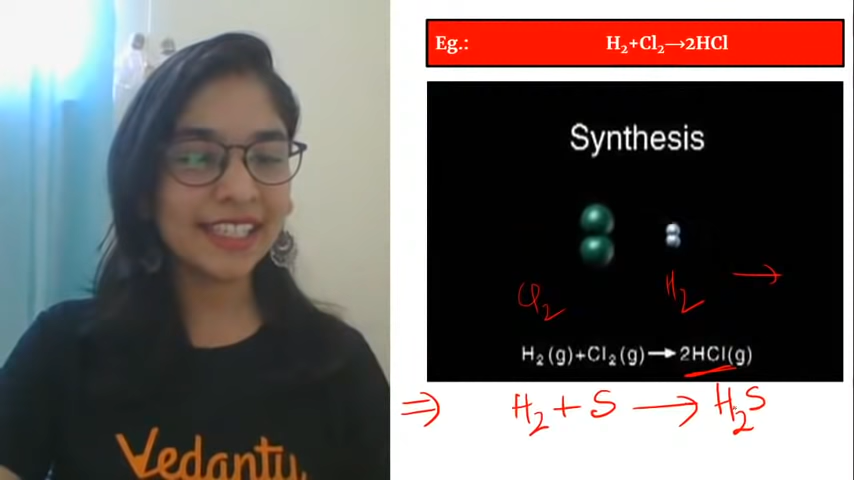 Eg.: H₂+Cl₂→2HCl
Synthesis
Cl₂ H₂ →
H₂(g)+Cl₂(g)→2HCl(g)
⇒ H₂ + S → H₂S
Vedantu